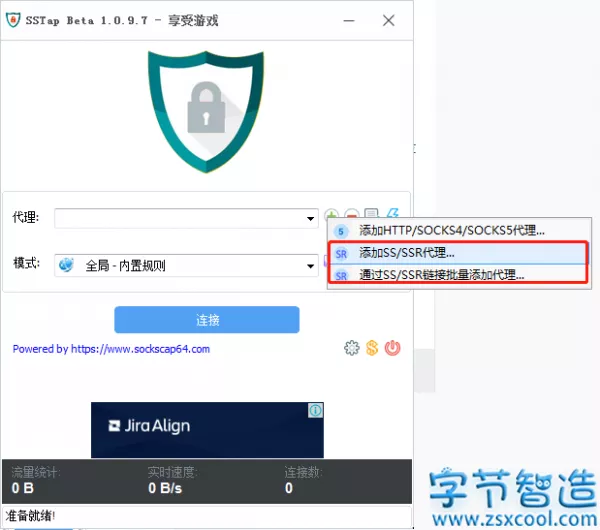 SSTap Beta 1.0.9.7 - 享受游戏
代理:
添加HTTP/SOCKS4/SOCKS5代理...
添加SS/SSR代理...
通过SS/SSR链接批量添加代理...
模式: 全局 - 内置规则
连接
Powered by https://www.sockscap64.com
Jira Align
流量统计: 实时速度: 连接数:
0 B 0 B/s 0
准备就绪!
字节智造
www.zsxcool.com